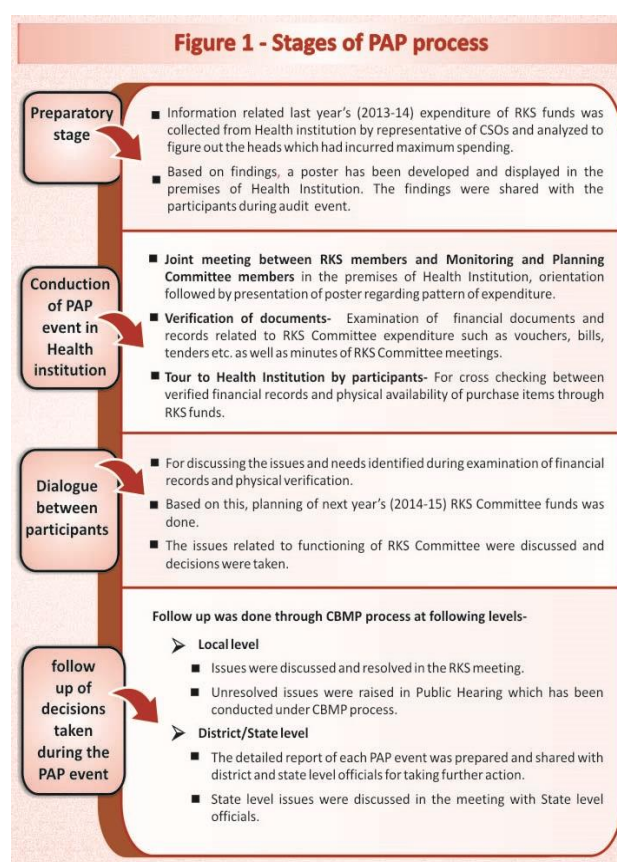 Figure 1 - Stages of PAP process
Preparatory
stage
■ Information related last year's (2013-14) expenditure of RKS funds was
collected from Health institution by representative of CSOs and analyzed to
figure out the heads which had incurred maximum spending.
■ Based on findings, a poster has been developed and displayed in the
premises of Health Institution. The findings were shared with the
participants during audit event.
Conduction
of PAP
event in
Health
institution
■ Joint meeting between RKS members and Monitoring and Planning
Committee members in the premises of Health Institution, orientation
followed by presentation of poster regarding pattern of expenditure.
■ Verification of documents- Examination of financial documents and
records related to RKS Committee expenditure such as vouchers, bills,
tenders etc. as well as minutes of RKS Committee meetings.
■ Tour to Health Institution by participants- For cross checking between
verified financial records and physical availability of purchase items through
RKS funds.
Dialogue
between
participants
■ For discussing the issues and needs identified during examination of financial
records and physical verification.
■ Based on this, planning of next year's (2014-15) RKS Committee funds was
done.
■ The issues related to functioning of RKS Committee were discussed and
decisions were taken.
follow
up of
decisions
taken
during the
PAP event
Follow up was done through CBMP process at following levels-
➢ Local level
■ Issues were discussed and resolved in the RKS meeting.
■ Unresolved issues were raised in Public Hearing which has been
conducted under CBMP process.
➢ District/State level
■ The detailed report of each PAP event was prepared and shared with
district and state level officials for taking further action.
■ State level issues were discussed in the meeting with State level
officials.